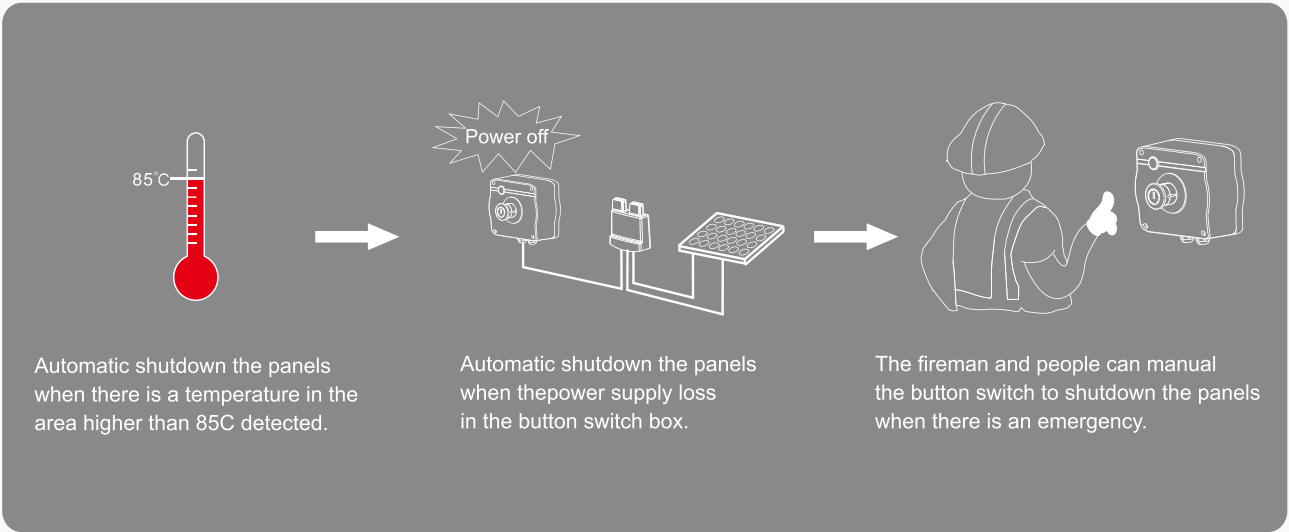 85°C
Automatic shutdown the panels
when there is a temperature in the
area higher than 85C detected.
Power off
Automatic shutdown the panels
when thepower supply loss
in the button switch box.
The fireman and people can manual
the button switch to shutdown the panels
when there is an emergency.